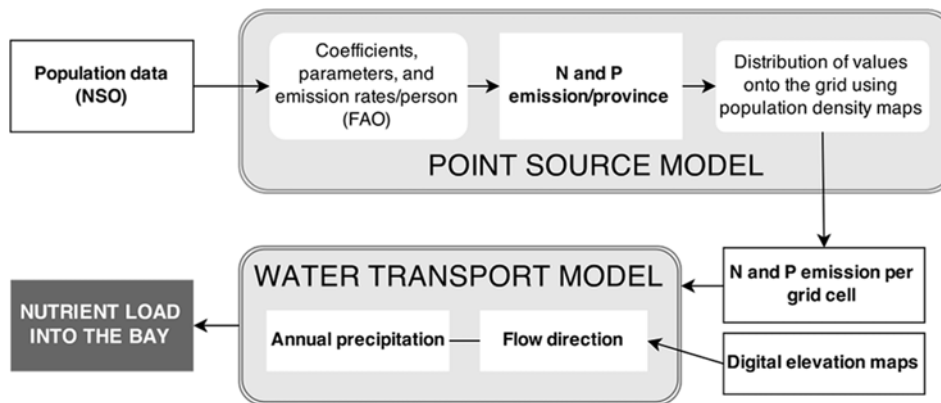 Population data
(NSO)
Coefficients,
parameters, and
emission rates/person
(FAO)
N and P
emission/province
Distribution of values
onto the grid using
population density maps
POINT SOURCE MODEL
N and P emission per
grid cell
Digital elevation maps
WATER TRANSPORT MODEL
Annual precipitation
Flow direction
NUTRIENT LOAD
INTO THE BAY